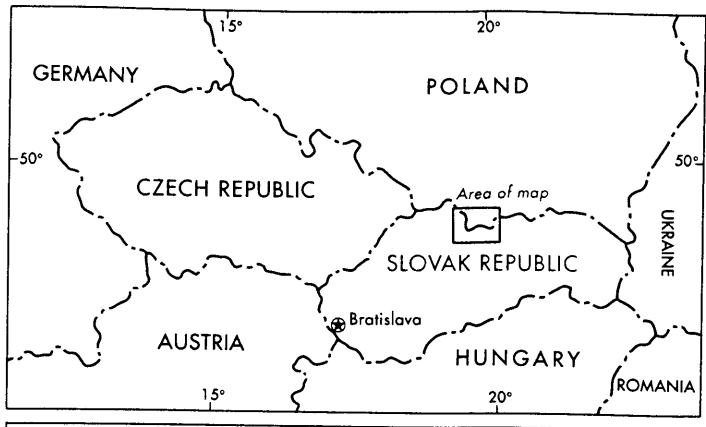 15°
20°
GERMANY
POLAND
50°
50°
CZECH REPUBLIC
Area of map
UKRAINE
SLOVAK REPUBLIC
Bratislava
AUSTRIA
HUNGARY
ROMANIA
15°
20°